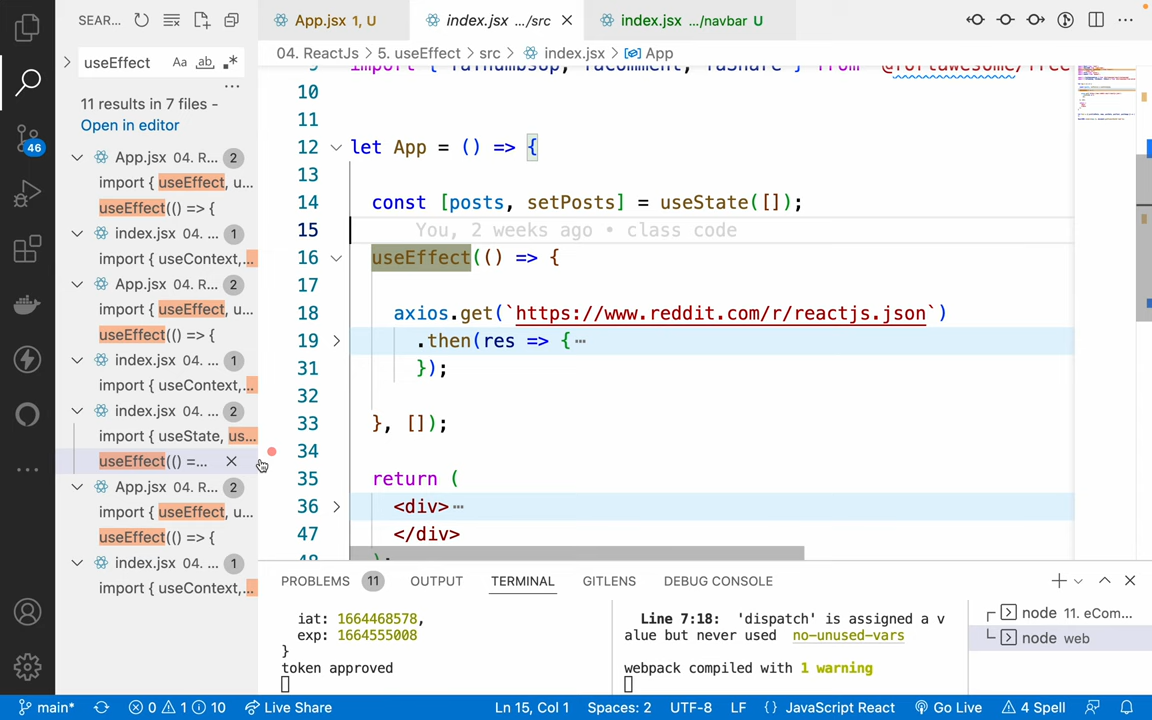 SEAR...
App.jsx 1, U
index.jsx .../src
index.jsx .../navbar U
useEffect
Aa ab .*
04. ReactJs > 5. useEffect > src > index.jsx > App
11 results in 7 files -
Open in editor
46
App.jsx 04. R... 2
import { useEffect, u...
useEffect(() => {
index.jsx 04. ... 1
import { useContext,...
App.jsx 04. R... 2
import { useEffect, u...
useEffect(() => {
index.jsx 04. ... 1
import { useContext,...
index.jsx 04. ... 2
import { useState, us...
useEffect(() =...
App.jsx 04. R... 2
import { useEffect, u...
useEffect(() => {
index.jsx 04. ... 1
import { useContext,...
10
11
12 let App = () => {
13
14 const [posts, setPosts] = useState([]);
15 You, 2 weeks ago • class code
16 useEffect(() => {
17
18 axios.get(`https://www.reddit.com/r/reactjs.json`)
19 .then(res => { ...
31 });
32
33 }, []);
34
35 return (
36 <div> ...
47 </div>
PROBLEMS 11 OUTPUT TERMINAL GITLENS DEBUG CONSOLE
iat: 1664468578,
exp: 1664555008
}
token approved
Line 7:18: 'dispatch' is assigned a v
alue but never used no-unused-vars
webpack compiled with 1 warning
node 11. eCom...
node web
main* 0 1 10 Live Share Ln 15, Col 1 Spaces: 2 UTF-8 LF {} JavaScript React Go Live 4 Spell